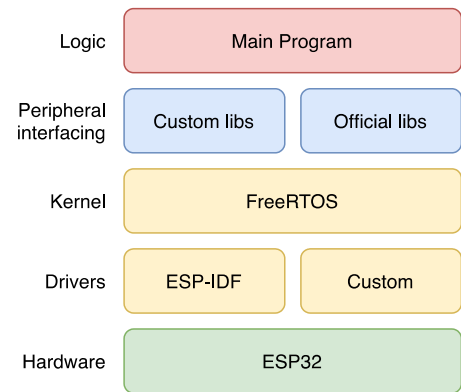 Logic
Main Program
Peripheral
interfacing
Custom libs
Official libs
Kernel
FreeRTOS
Drivers
ESP-IDF
Custom
Hardware
ESP32